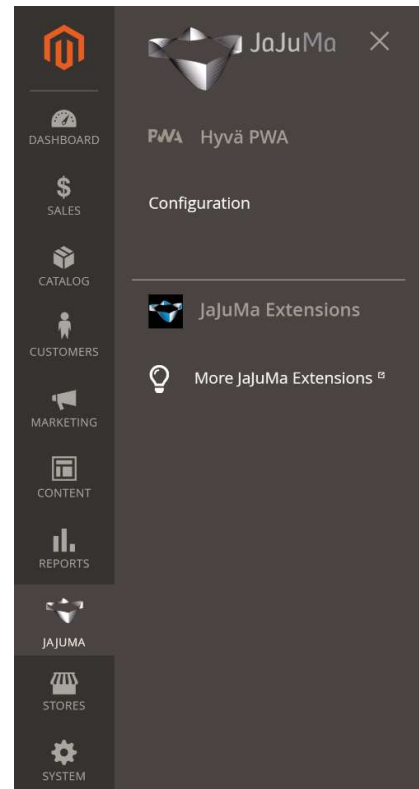 DASHBOARD
SALES
CATALOG
CUSTOMERS
MARKETING
CONTENT
REPORTS
JAJUMA
STORES
SYSTEM
JaJuMa
PWA Hyvä PWA
Configuration
JaJuMa Extensions
More JaJuMa Extensions